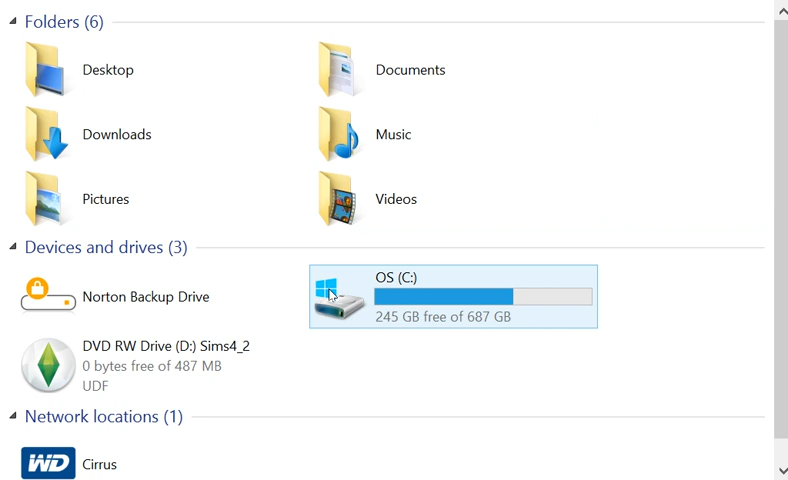 Folders (6)
Desktop
Documents
Downloads
Music
Pictures
Videos
Devices and drives (3)
Norton Backup Drive
OS (C:)
245 GB free of 687 GB
DVD RW Drive (D:) Sims4_2
0 bytes free of 487 MB
UDF
Network locations (1)
WD
Cirrus